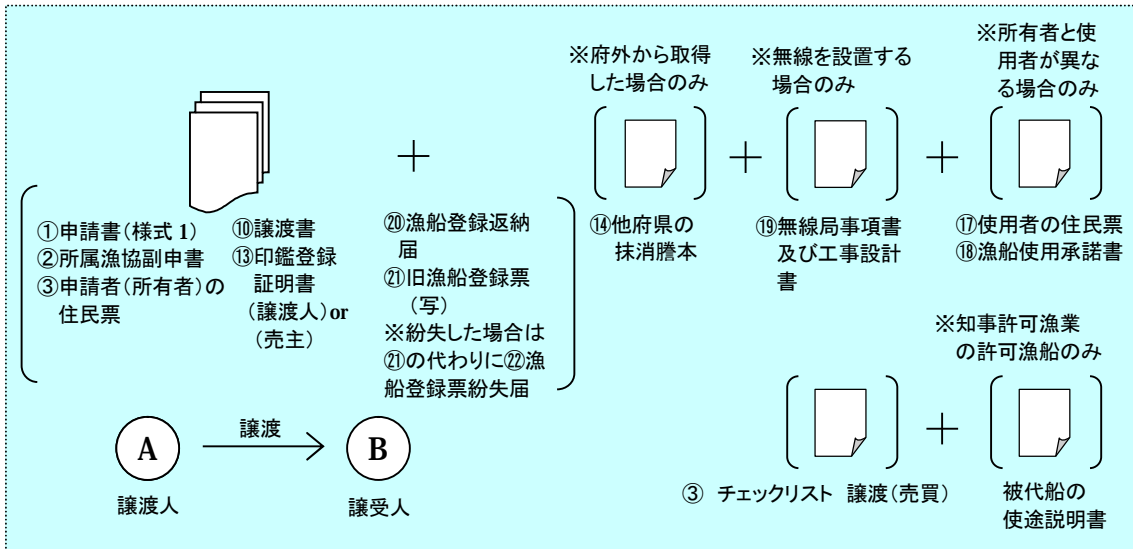 ①申請書(様式 1)
②所属漁協副申書
③申請者(所有者)の
住民票
⑩譲渡書
⑬印鑑登録
証明書
(譲渡人)or
(売主)
＋
⑳漁船登録返納
届
㉑旧漁船登録票
(写)
※紛失した場合は
㉑の代わりに㉒漁
船登録票紛失届
※府外から取得
した場合のみ
⑭他府県の
抹消謄本
＋
※無線を設置する
場合のみ
⑲無線局事項書
及び工事設計
書
＋
※所有者と使
用者が異な
る場合のみ
⑰使用者の住民票
⑱漁船使用承諾書
A
譲渡
B
譲渡人
譲受人
③ チェックリスト 譲渡(売買)
＋
※知事許可漁業
の許可漁船のみ
被代船の
使途説明書